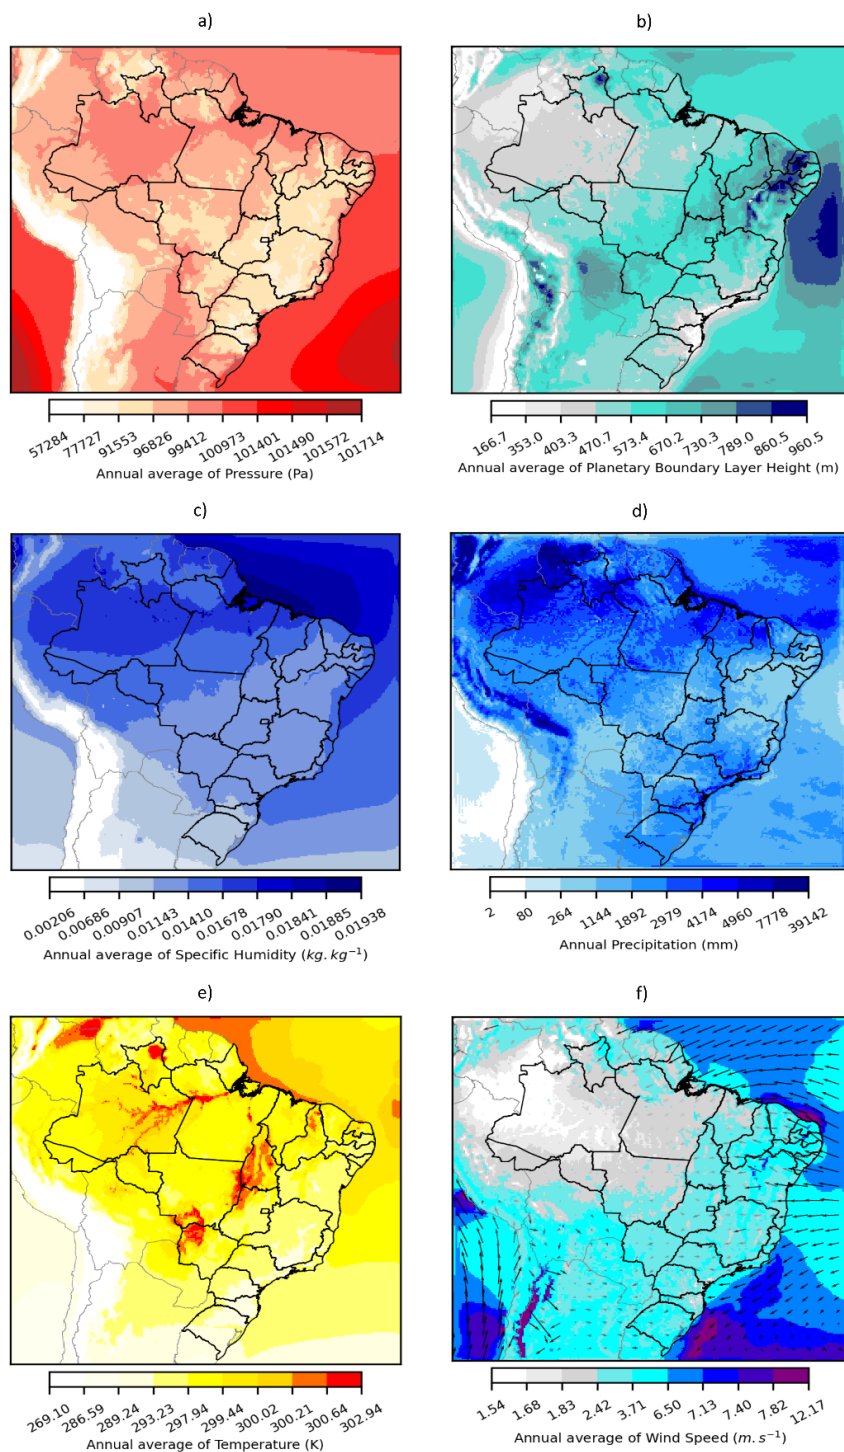 a)
b)
57284 77727 91553 96826 99412 100973 101401 101490 101572 101714
Annual average of Pressure (Pa)
166.7 353.0 403.3 470.7 573.4 670.2 730.3 789.0 860.5 960.5
Annual average of Planetary Boundary Layer Height (m)
c)
d)
0.00206 0.00686 0.00907 0.01143 0.01410 0.01678 0.01790 0.01841 0.01885 0.01938
Annual average of Specific Humidity (kg.kg⁻¹)
2 80 264 1144 1892 2979 4174 4960 7778 39142
Annual Precipitation (mm)
e)
f)
269.10 286.59 289.24 293.23 297.94 299.44 300.02 300.21 300.64 302.94
Annual average of Temperature (K)
1.54 1.68 1.83 2.42 3.71 6.50 7.13 7.40 7.82 12.17
Annual average of Wind Speed (m.s⁻¹)